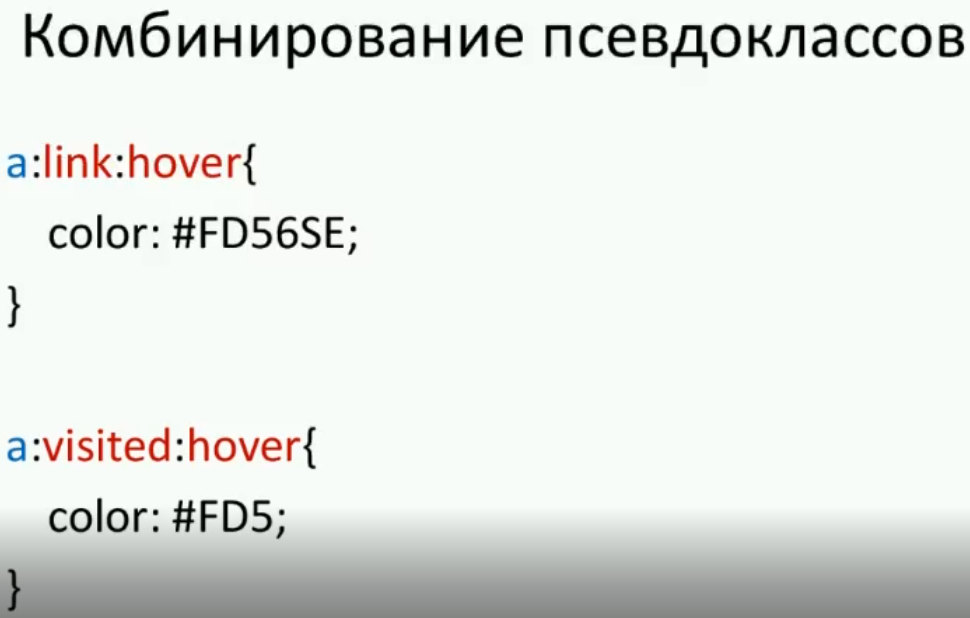 Комбинирование псевдоклассов
a:link:hover{
color: #FD56SE;
}
a:visited:hover{
color: #FD5;
}